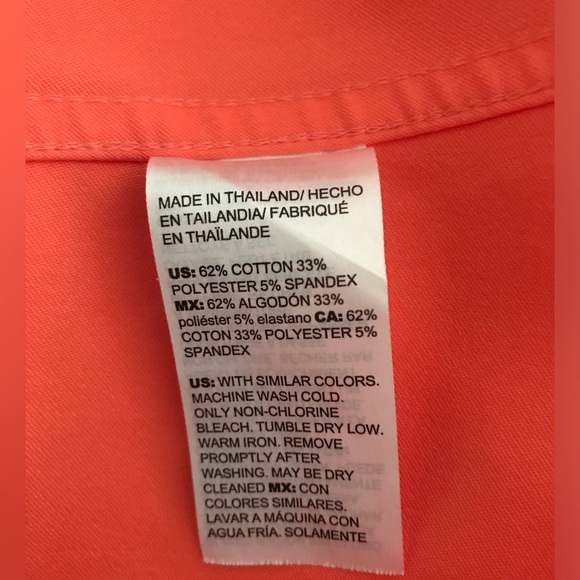 MADE IN THAILAND/ HECHO
EN TAILANDIA/ FABRIQUÉ
EN THAÏLANDE
US: 62% COTTON 33%
POLYESTER 5% SPANDEX
MX: 62% ALGODÓN 33%
poliéster 5% elastano CA: 62%
COTON 33% POLYESTER 5%
SPANDEX
US: WITH SIMILAR COLORS.
MACHINE WASH COLD.
ONLY NON-CHLORINE
BLEACH. TUMBLE DRY LOW.
WARM IRON. REMOVE
PROMPTLY AFTER
WASHING. MAY BE DRY
CLEANED MX: CON
COLORES SIMILARES.
LAVAR A MÁQUINA CON
AGUA FRÍA. SOLAMENTE